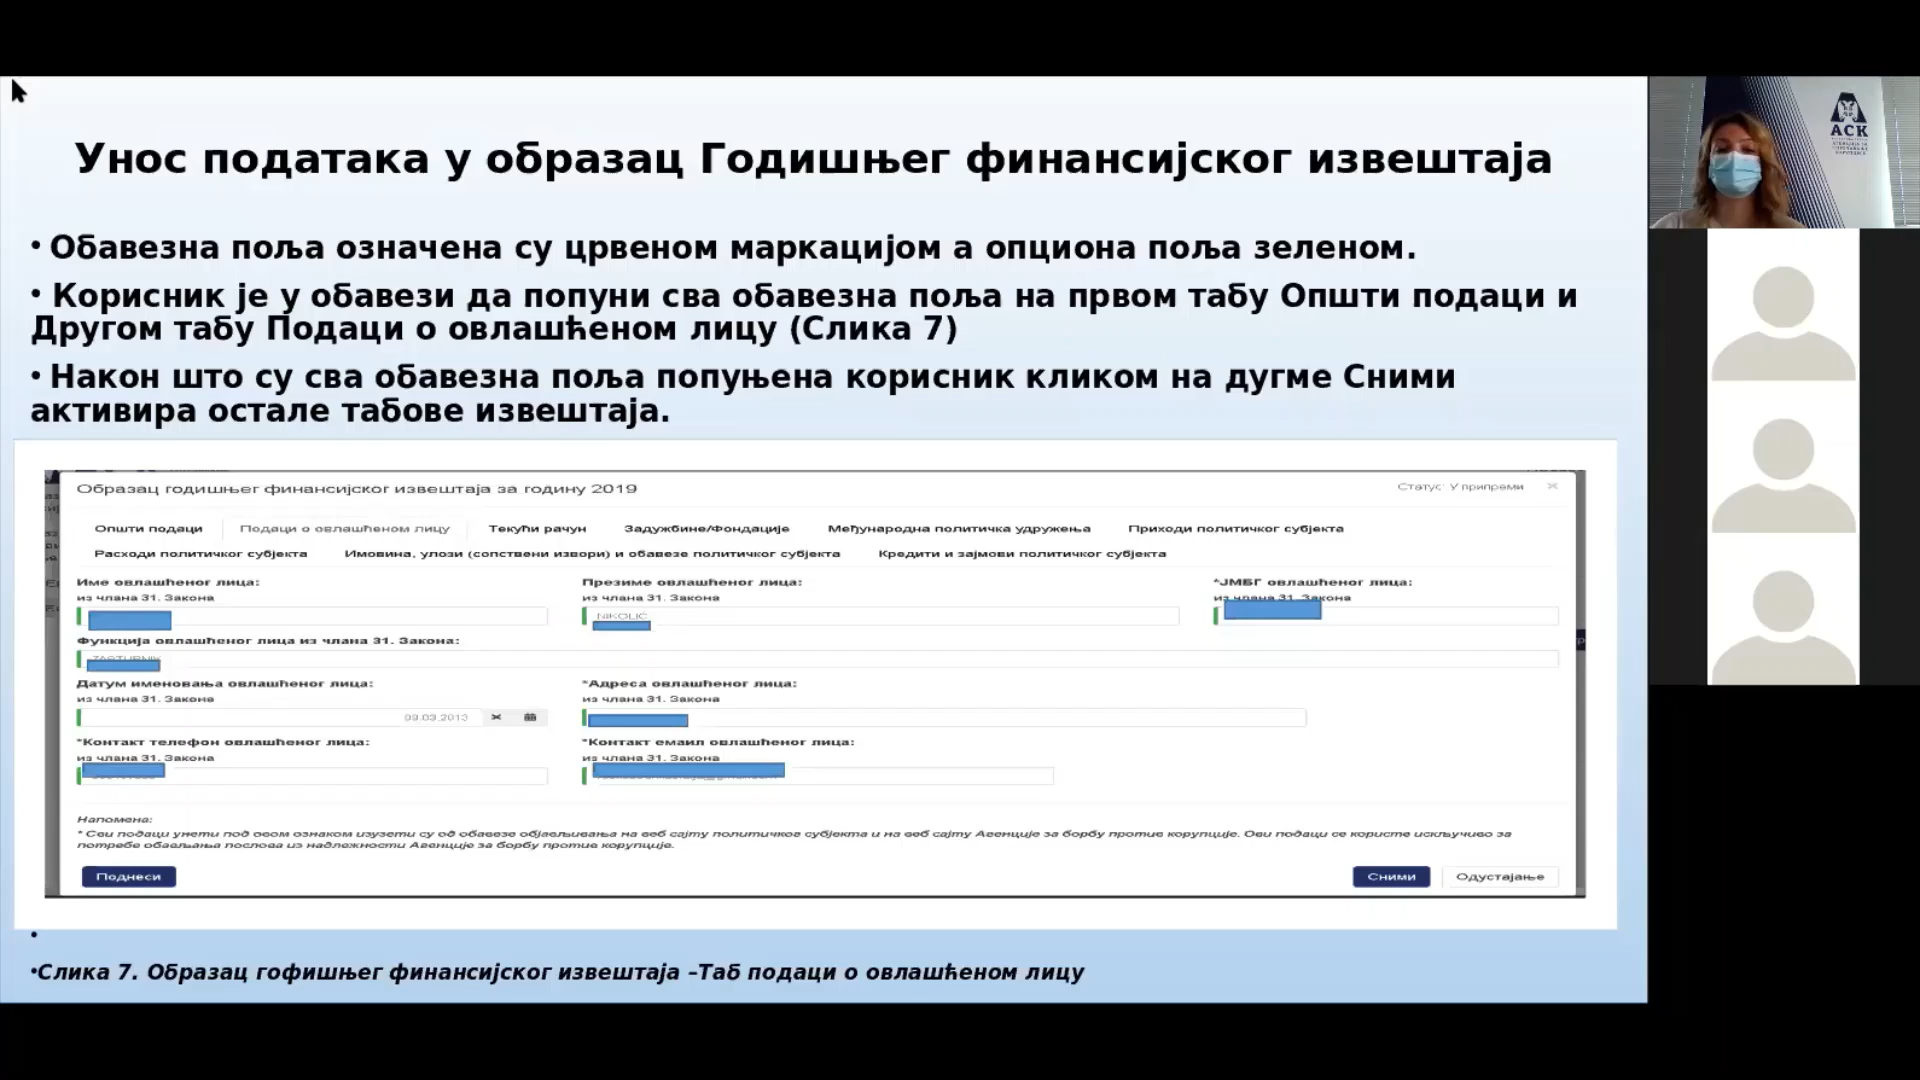 Унос података у образац Годишњег финансијског извештаја
• Обавезна поља означена су црвеном маркацијом а опциона поља зеленом.
• Корисник је у обавези да попуни сва обавезна поља на првом табу Општи подаци и
Другом табу Подаци о овлашћеном лицу (Слика 7)
• Након што су сва обавезна поља попуњена корисник кликом на дугме Сними
активира остале табове извештаја.
Образац годишњег финансијског извештаја за годину 2019
Статус: У припреми
Општи подаци Подаци о овлашћеном лицу Текући рачун Задужбине/Фондације Међународна политичка удружења Приходи политичког субјекта
Расходи политичког субјекта Имовина, улози (сопствени извори) и обавезе политичког субјекта Кредити и зајмови политичког субјекта
Име овлашћеног лица: Презиме овлашћеног лица: *ЈМБГ овлашћеног лица:
из члана 31. Закона из члана 31. Закона из члана 31. Закона
NIKOLIĆ
Функција овлашћеног лица из члана 31. Закона:
Датум именовања овлашћеног лица: *Адреса овлашћеног лица:
из члана 31. Закона из члана 31. Закона
*Контакт телефон овлашћеног лица: *Контакт емаил овлашћеног лица:
из члана 31. Закона из члана 31. Закона
Напомена:
* Сви подаци унети под овом ознаком изузети су од обавезе објављивања на веб сајту политичког субјекта и на веб сајту Агенције за борбу против корупције. Ови подаци се користе искључиво за
потребе обављања послова из надлежности Агенције за борбу против корупције.
Поднеси Сними Одустајање
•
•Слика 7. Образац гофишњег финансијског извештаја –Таб подаци о овлашћеном лицу
АСК